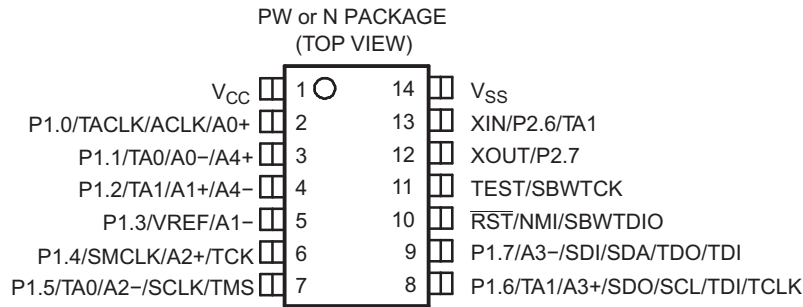 PW or N PACKAGE
(TOP VIEW)
VCC 1 14 VSS
P1.0/TACLK/ACLK/A0+ 2 13 XIN/P2.6/TA1
P1.1/TA0/A0−/A4+ 3 12 XOUT/P2.7
P1.2/TA1/A1+/A4− 4 11 TEST/SBWTCK
P1.3/VREF/A1− 5 10 RST/NMI/SBWTDIO
P1.4/SMCLK/A2+/TCK 6 9 P1.7/A3−/SDI/SDA/TDO/TDI
P1.5/TA0/A2−/SCLK/TMS 7 8 P1.6/TA1/A3+/SDO/SCL/TDI/TCLK